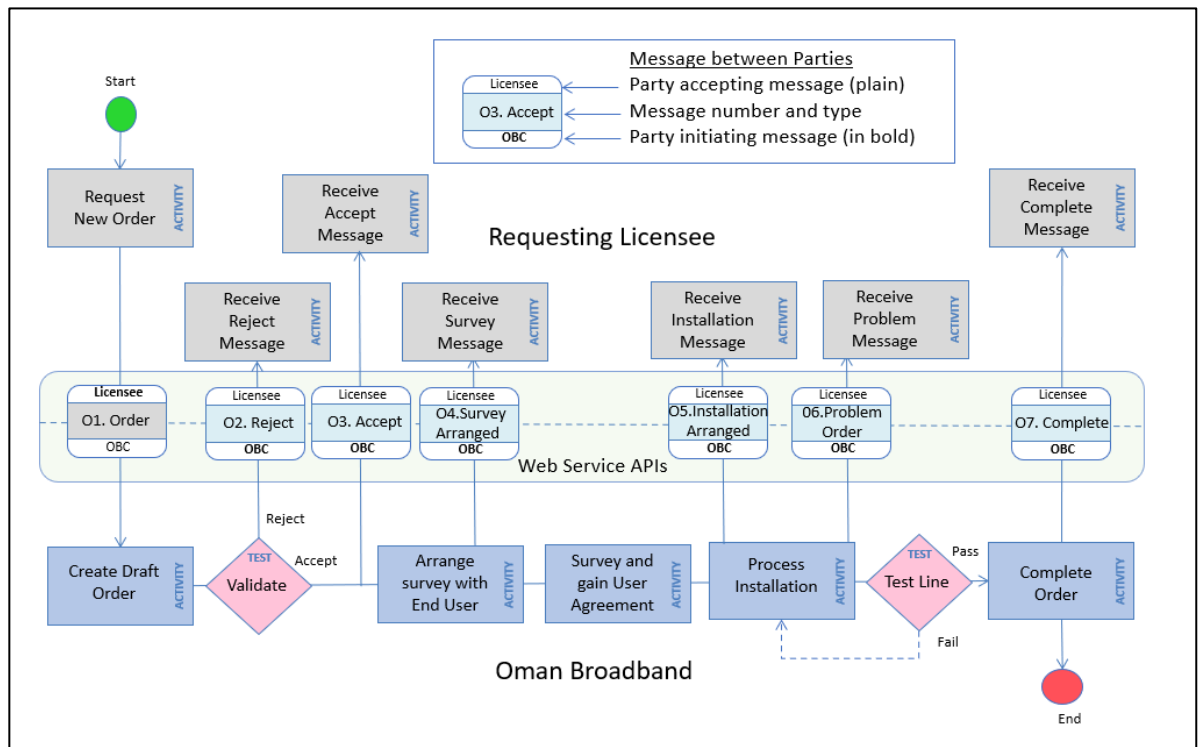 Message between Parties
Licensee
Party accepting message (plain)
O3. Accept
Message number and type
OBC
Party initiating message (in bold)
Start
Request
New Order
ACTIVITY
Receive
Accept
Message
ACTIVITY
Receive
Complete
Message
ACTIVITY
Requesting Licensee
Receive
Reject
Message
ACTIVITY
Receive
Survey
Message
ACTIVITY
Receive
Installation
Message
ACTIVITY
Receive
Problem
Message
ACTIVITY
Licensee
O1. Order
OBC
Licensee
O2. Reject
OBC
Licensee
O3. Accept
OBC
Licensee
O4.Survey
Arranged
OBC
Licensee
O5.Installation
Arranged
OBC
Licensee
06.Problem
Order
OBC
Licensee
O7. Complete
OBC
Web Service APIs
Create Draft
Order
ACTIVITY
Reject
TEST
Validate
Accept
Arrange
survey with
End User
ACTIVITY
Survey and
gain User
Agreement
ACTIVITY
Process
Installation
ACTIVITY
TEST
Test Line
Pass
Fail
Complete
Order
ACTIVITY
Oman Broadband
End